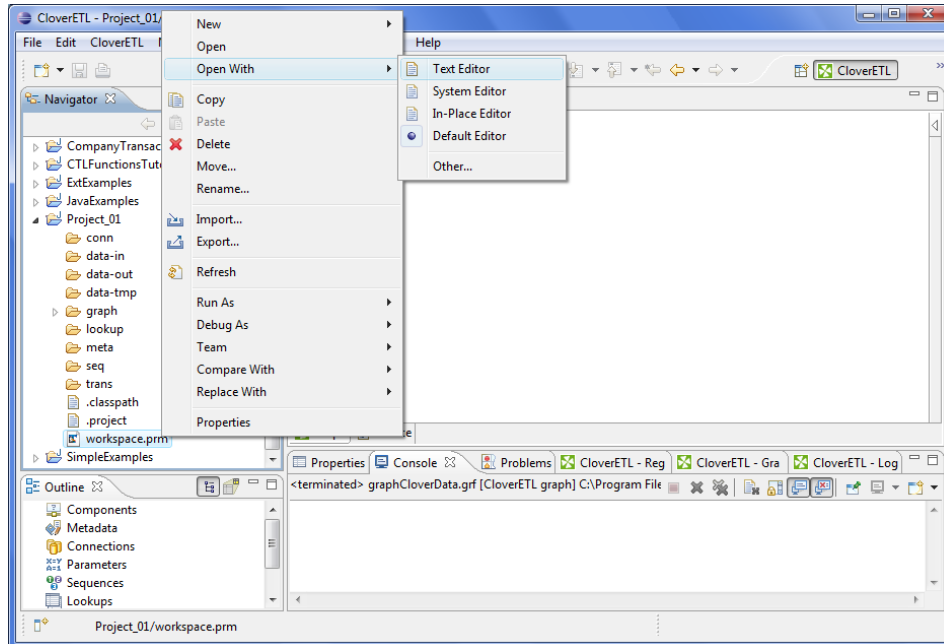 CloverETL - Project_01/
File Edit CloverETL Help
CloverETL
Navigator
CompanyTransac
CTLFunctionsTut
ExtExamples
JavaExamples
Project_01
conn
data-in
data-out
data-tmp
graph
lookup
meta
seq
trans
.classpath
.project
workspace.prm
SimpleExamples
New
Open
Open With
Copy
Paste
Delete
Move...
Rename...
Import...
Export...
Refresh
Run As
Debug As
Team
Compare With
Replace With
Properties
Text Editor
System Editor
In-Place Editor
Default Editor
Other...
Properties Console Problems CloverETL - Reg CloverETL - Gra CloverETL - Log
<terminated> graphCloverData.grf [CloverETL graph] C:\Program File
Outline
Components
Metadata
Connections
Parameters
Sequences
Lookups
Project_01/workspace.prm